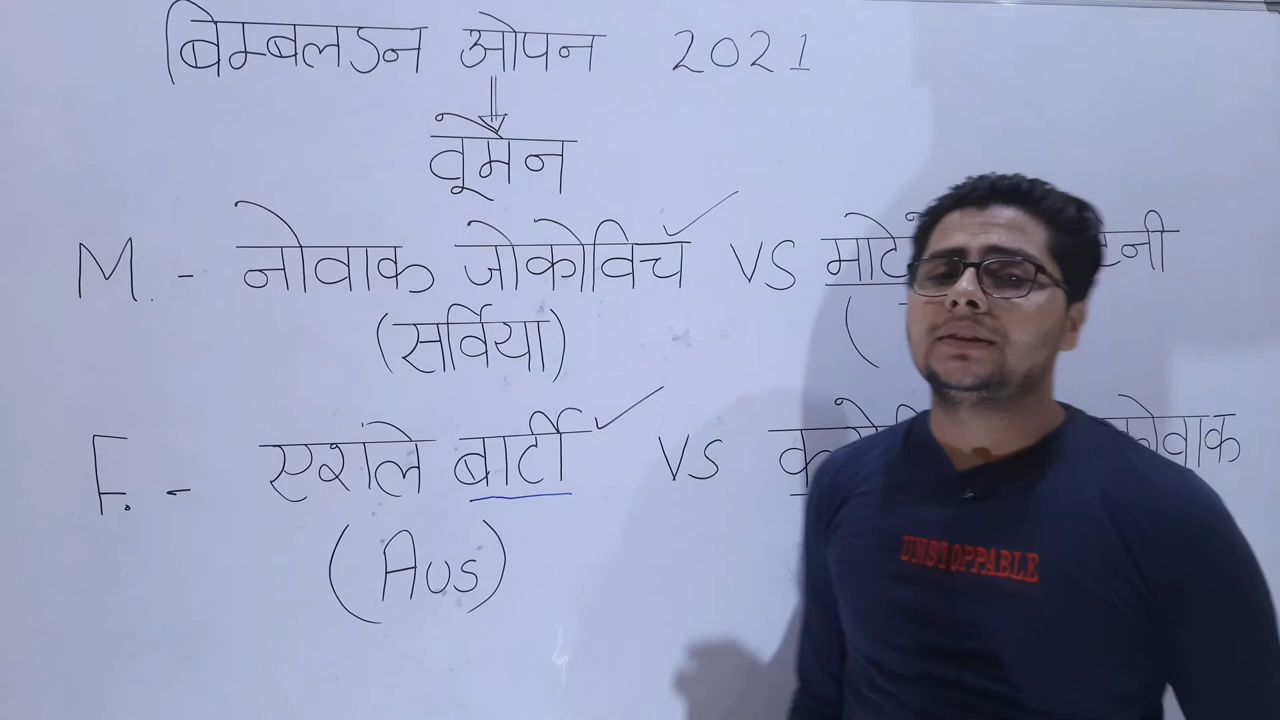 बिम्बलडन ओपन 2021
वूमैन
M. - नोवाक जोकोविच VS
(सर्विया)
F. - एशले बार्टी VS
(Aus)
UNSTOPPABLE